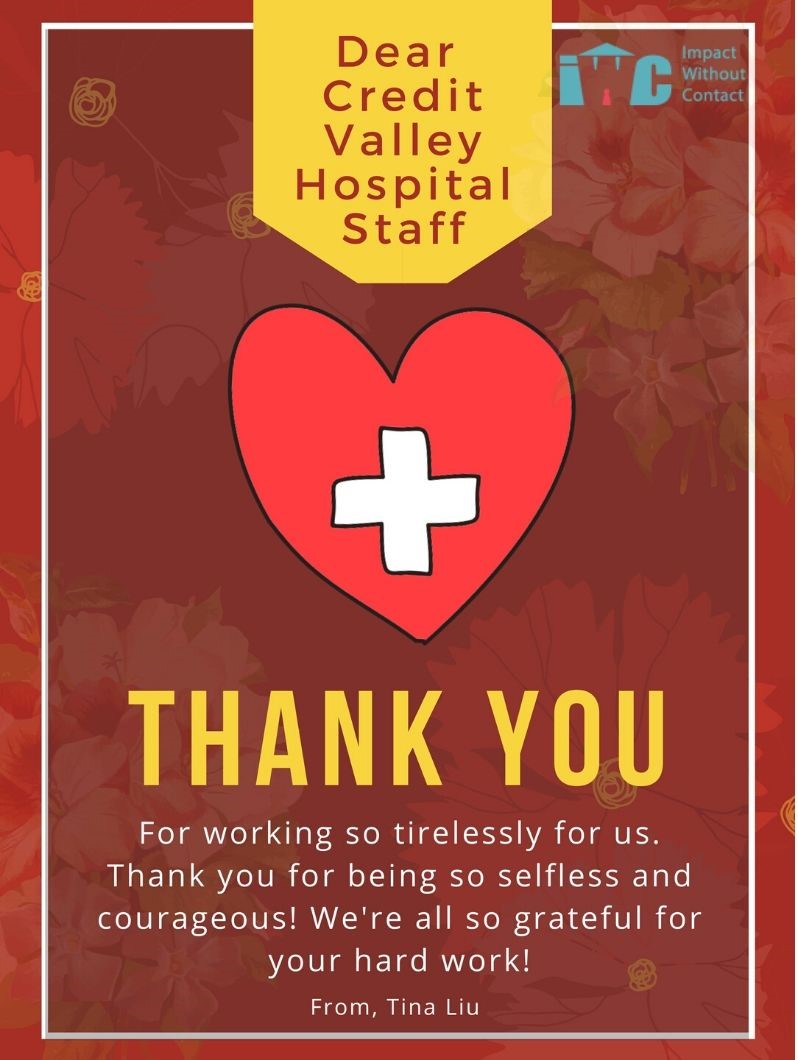 Dear
Credit
Valley
Hospital
Staff
iWC
Impact
Without
Contact
THANK YOU
For working so tirelessly for us.
Thank you for being so selfless and
courageous! We're all so grateful for
your hard work!
From, Tina Liu